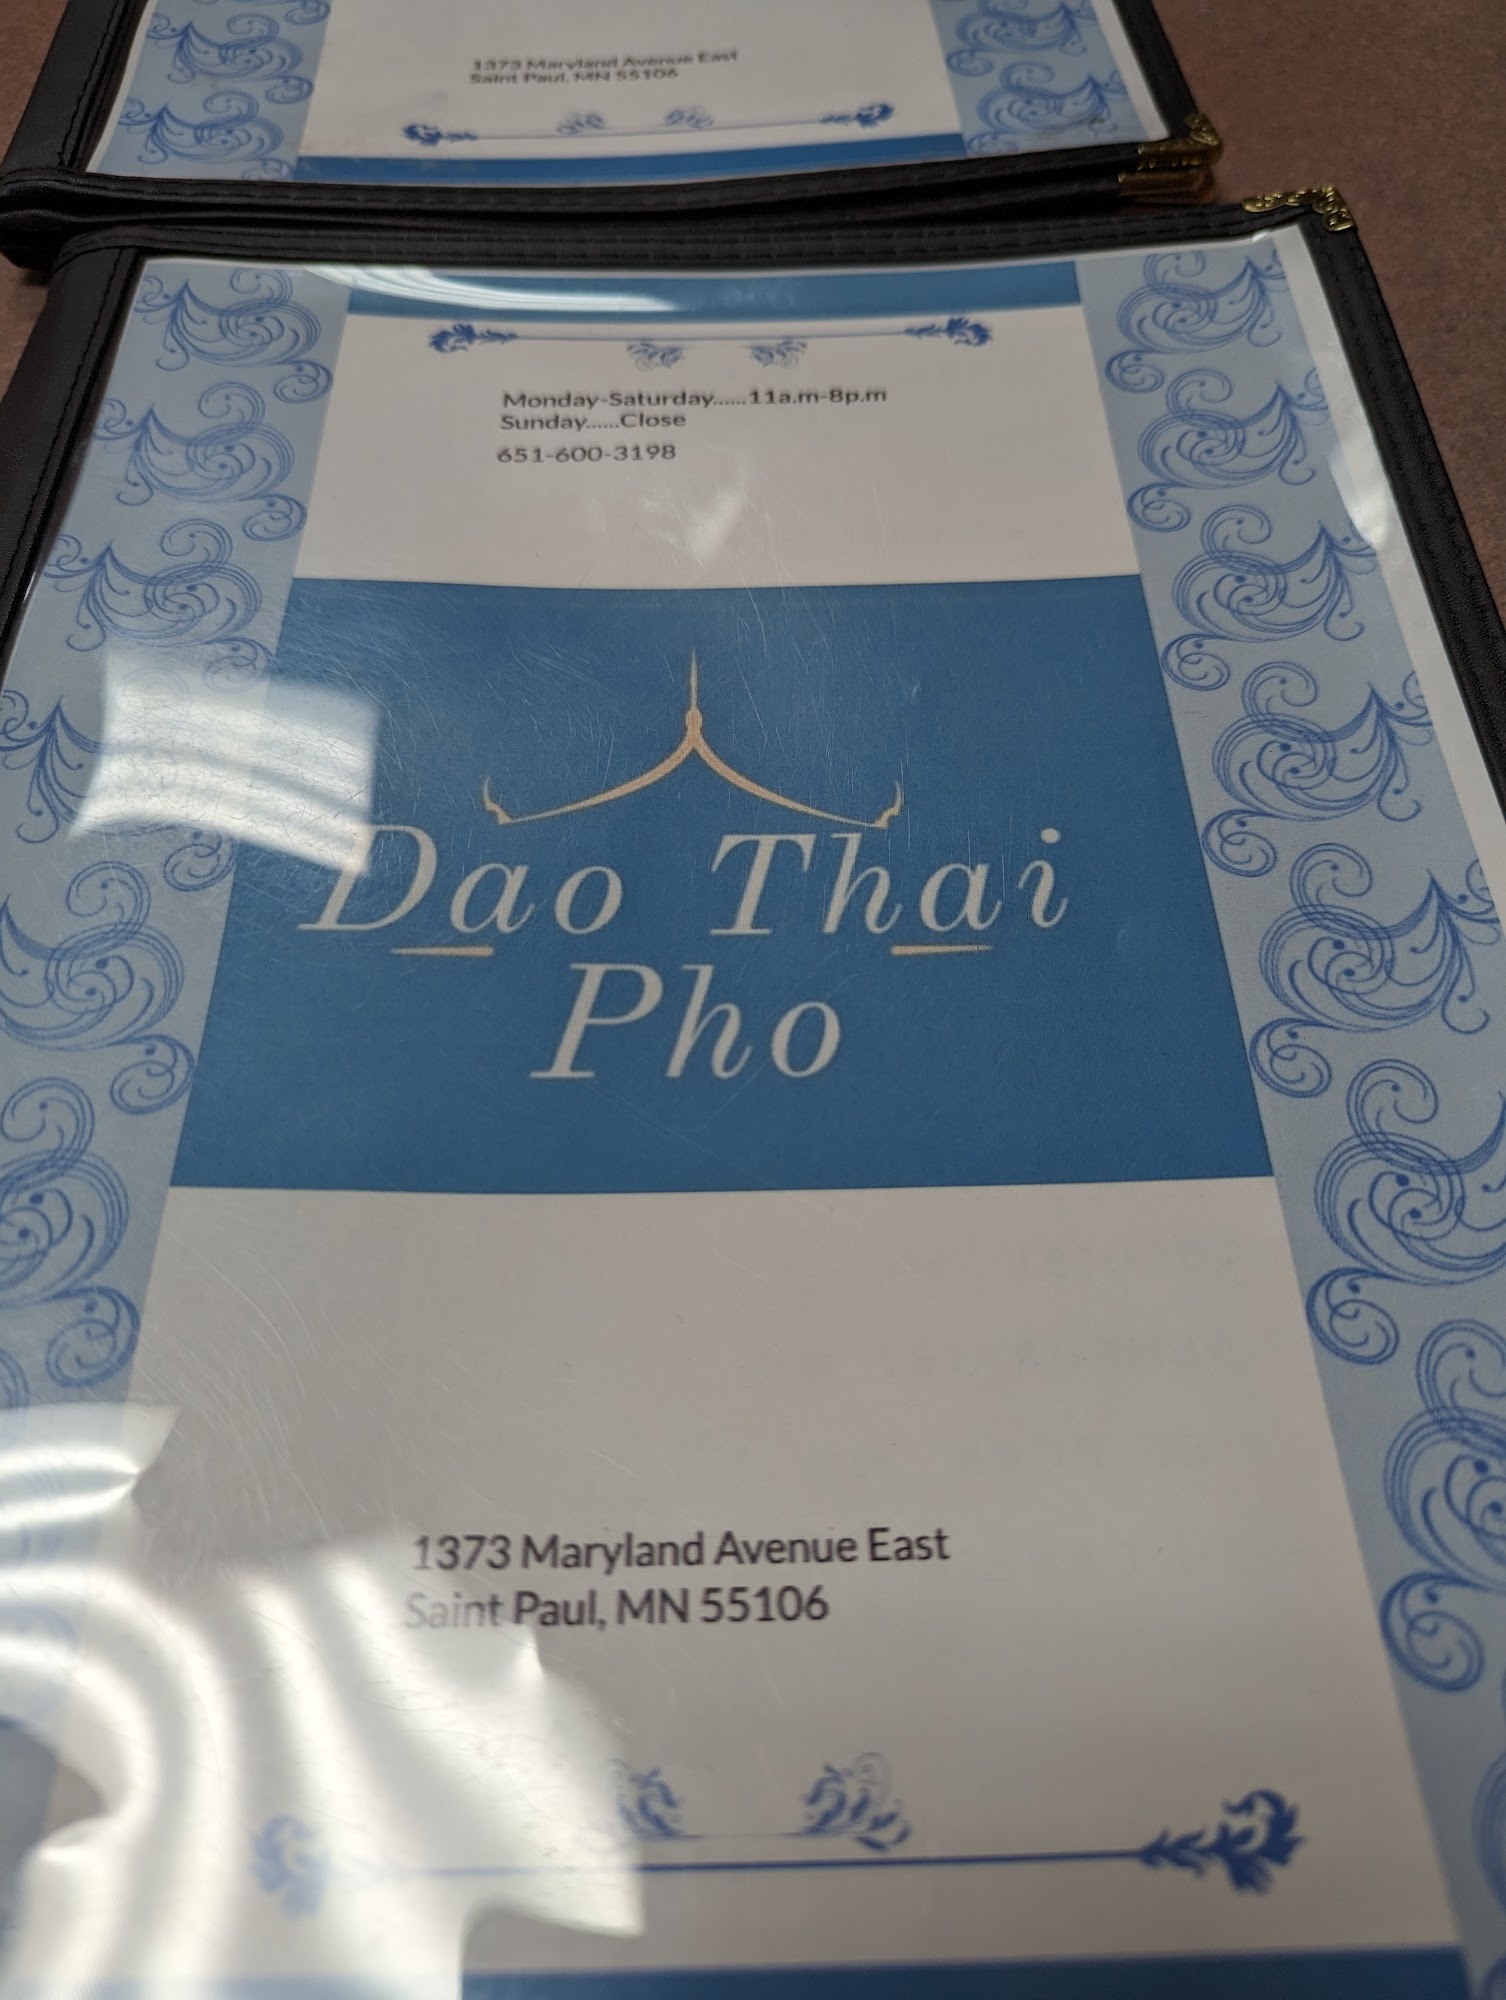 1373 Maryland Avenue East
Saint Paul, MN 55106
Monday-Saturday......11a.m-8p.m
Sunday......Close
651-600-3198
Dao Thai
Pho
1373 Maryland Avenue East
Saint Paul, MN 55106